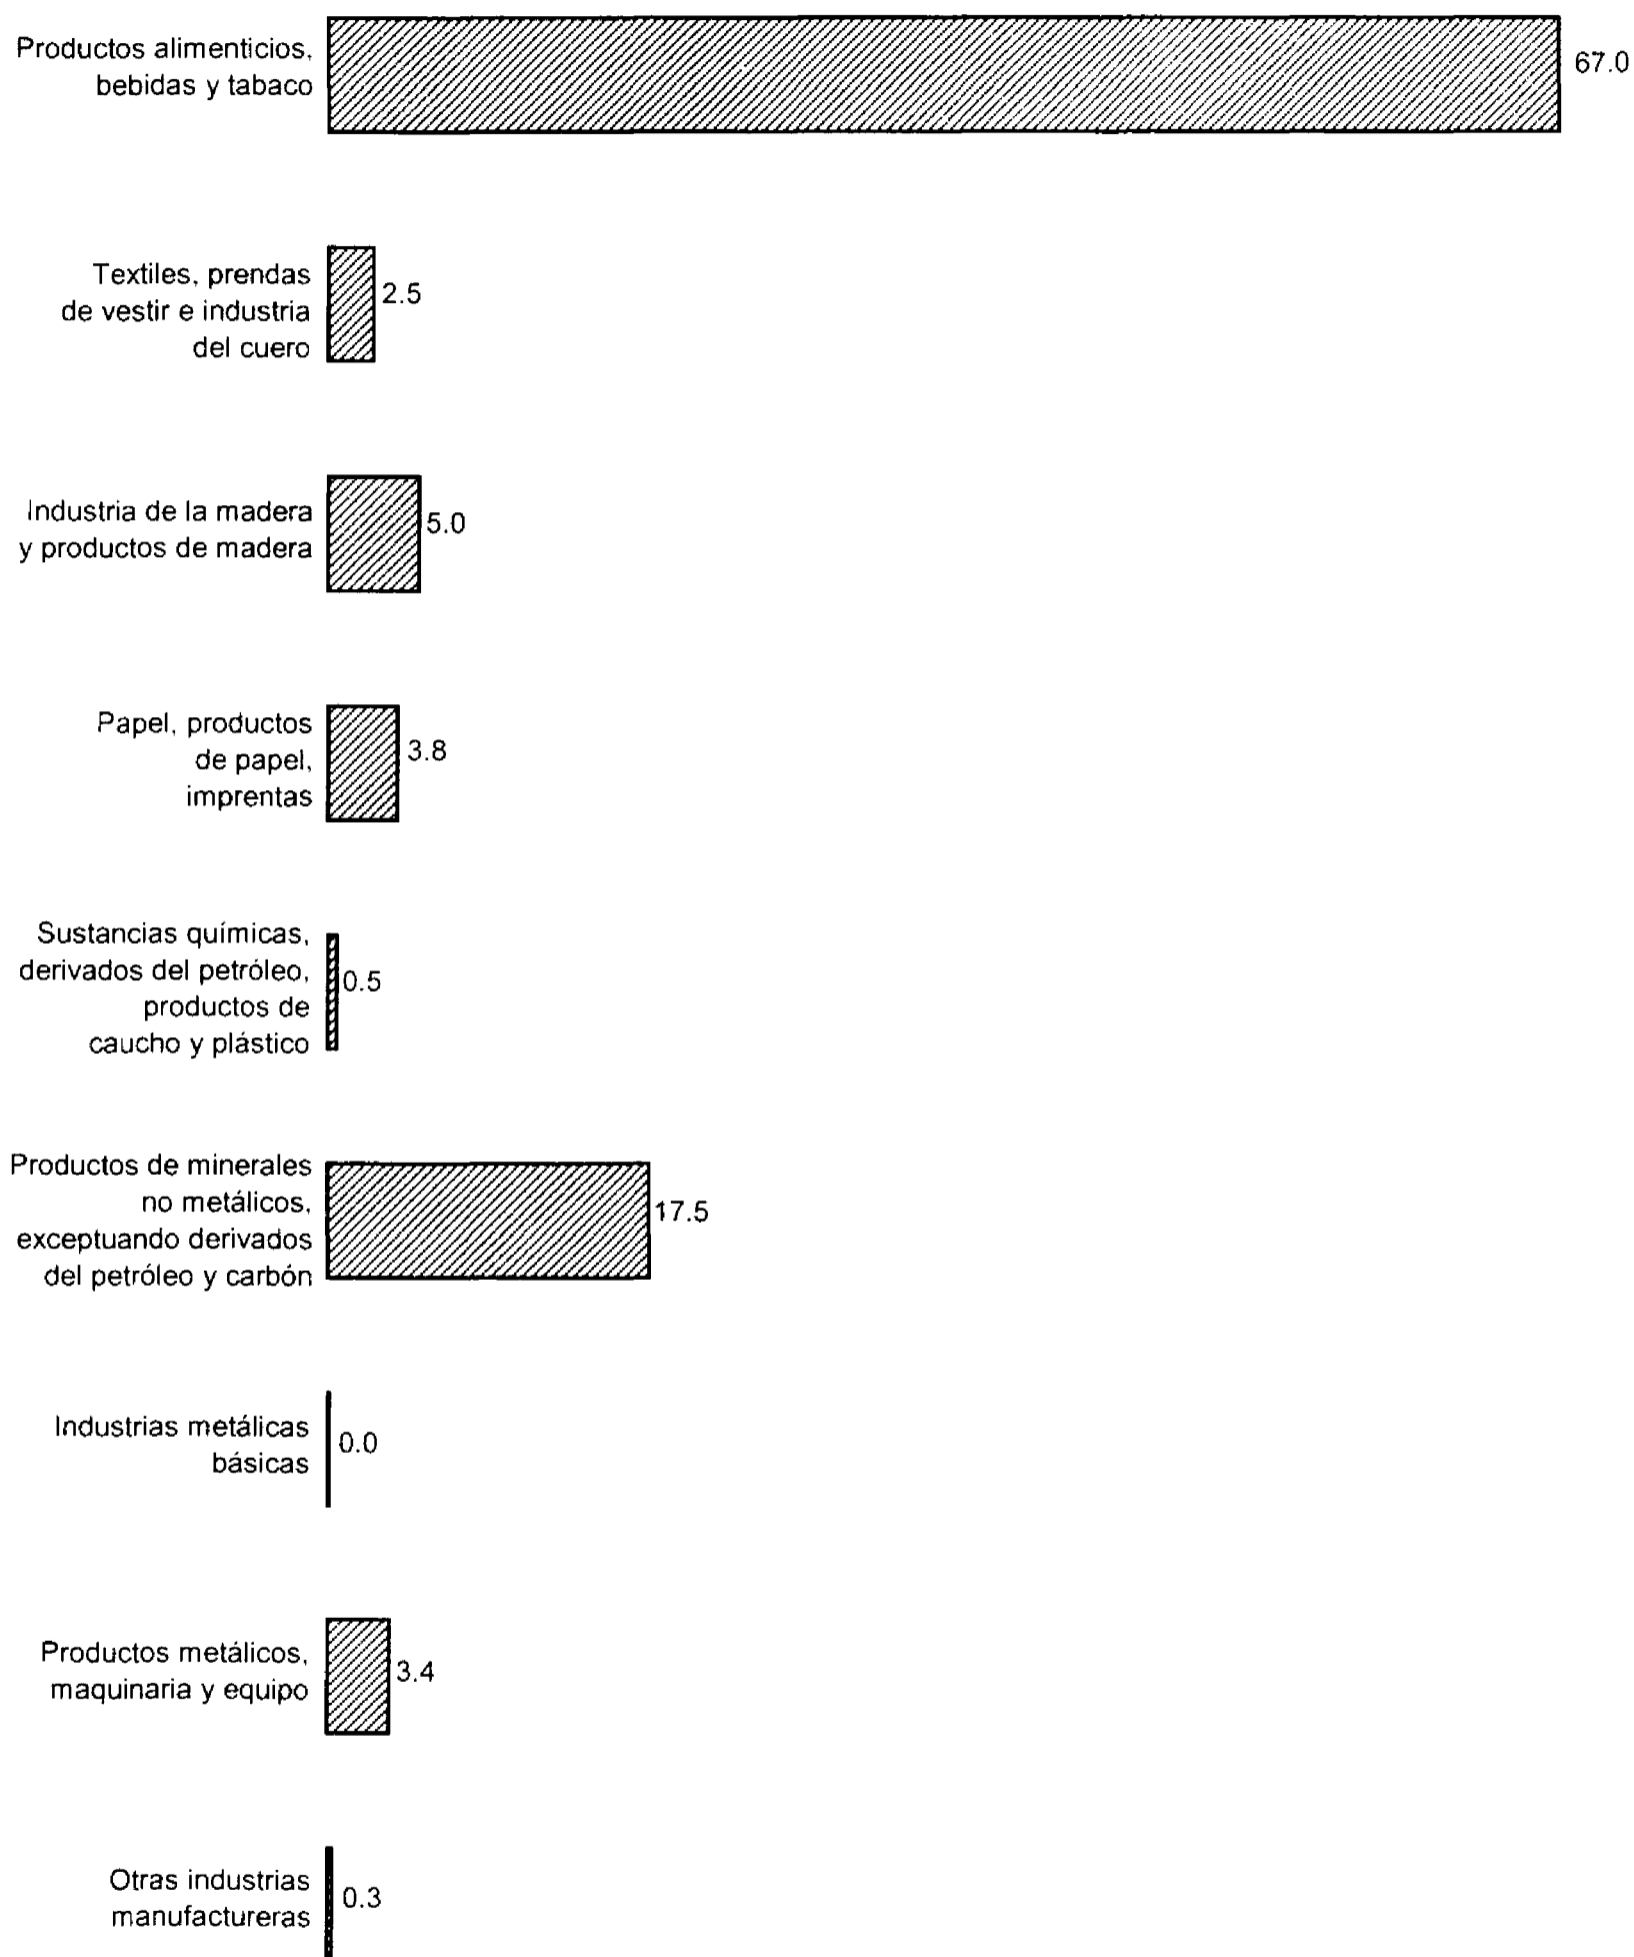 Productos alimenticios,
bebidas y tabaco
67.0
Textiles, prendas
de vestir e industria
del cuero
2.5
Industria de la madera
y productos de madera
5.0
Papel, productos
de papel,
imprentas
3.8
Sustancias químicas,
derivados del petróleo,
productos de
caucho y plástico
0.5
Productos de minerales
no metálicos,
exceptuando derivados
del petróleo y carbón
17.5
Industrias metálicas
básicas
0.0
Productos metálicos,
maquinaria y equipo
3.4
Otras industrias
manufactureras
0.3